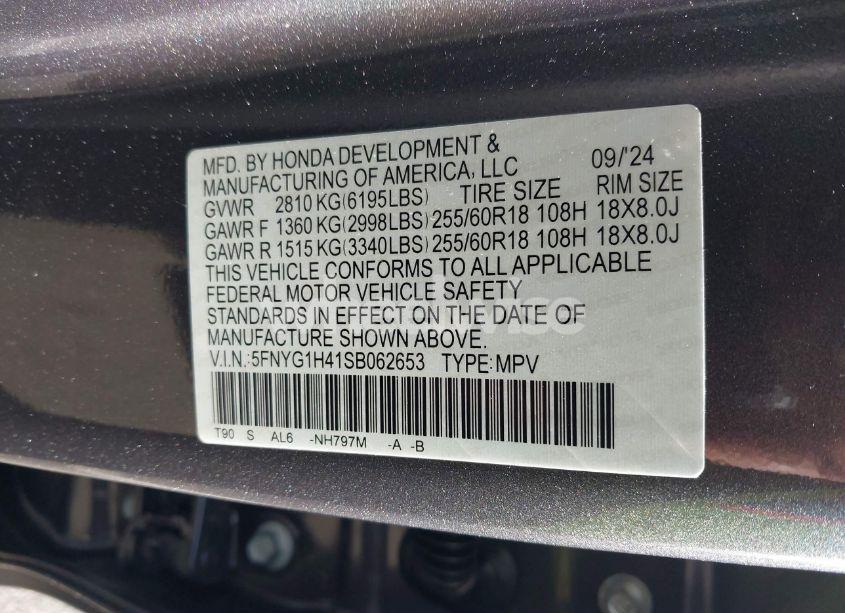 MFD. BY HONDA DEVELOPMENT &
MANUFACTURING OF AMERICA, LLC 09/'24
GVWR 2810 KG(6195LBS) TIRE SIZE RIM SIZE
GAWR F 1360 KG(2998LBS) 255/60R18 108H 18X8.0J
GAWR R 1515 KG(3340LBS) 255/60R18 108H 18X8.0J
THIS VEHICLE CONFORMS TO ALL APPLICABLE
FEDERAL MOTOR VEHICLE SAFETY
STANDARDS IN EFFECT ON THE DATE OF
MANUFACTURE SHOWN ABOVE.
V.I.N.:5FNYG1H41SB062653 TYPE:MPV
T90 S AL6 -NH797M -A -B